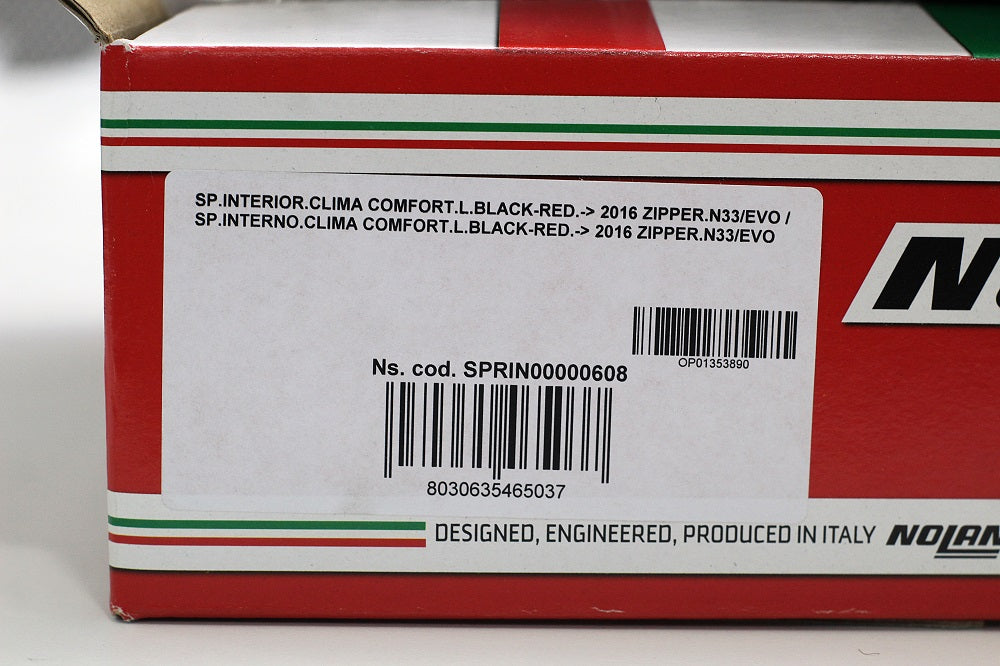 SP.INTERIOR.CLIMA COMFORT.L.BLACK-RED.-> 2016 ZIPPER.N33/EVO /
SP.INTERNO.CLIMA COMFORT.L.BLACK-RED.-> 2016 ZIPPER.N33/EVO
OP01353890
Ns. cod. SPRIN00000608
8030635465037
DESIGNED, ENGINEERED, PRODUCED IN ITALY NOLAN